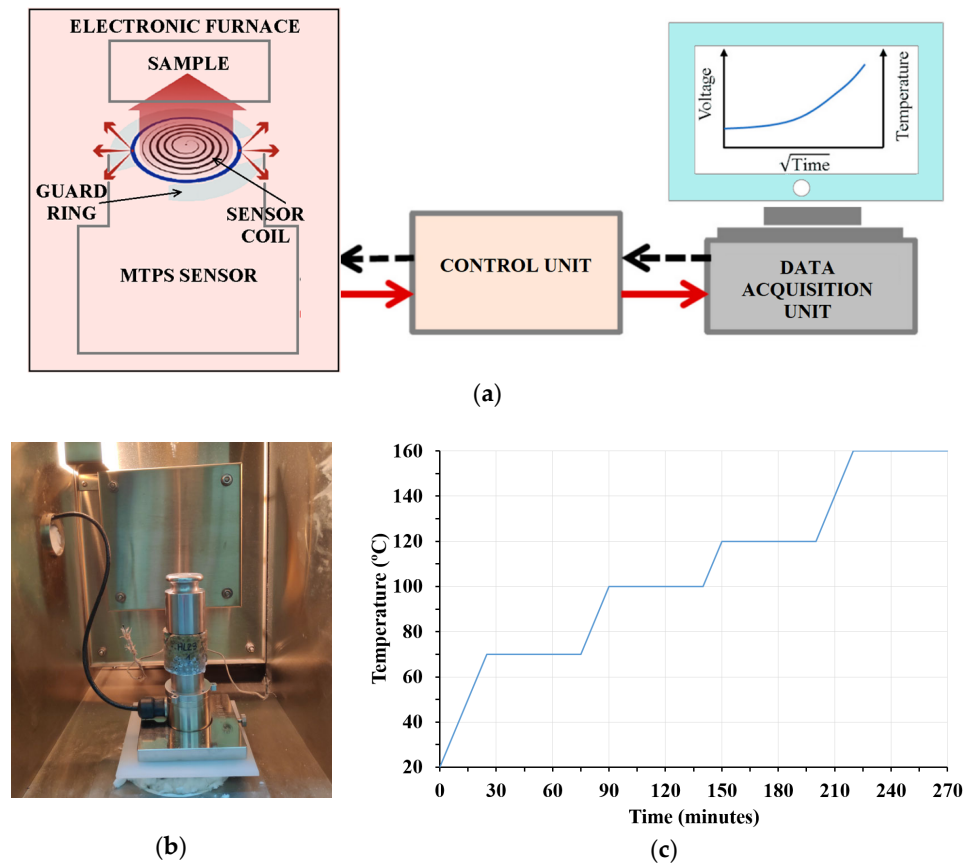 ELECTRONIC FURNACE
SAMPLE
GUARD
RING
SENSOR
COIL
MTPS SENSOR
CONTROL UNIT
Voltage
Temperature
√Time
DATA
ACQUISITION
UNIT
(a)
HL29
(b)
Temperature (°C)
160
140
120
100
80
60
40
20
0
30
60
90
120
150
180
210
240
270
Time (minutes)
(c)